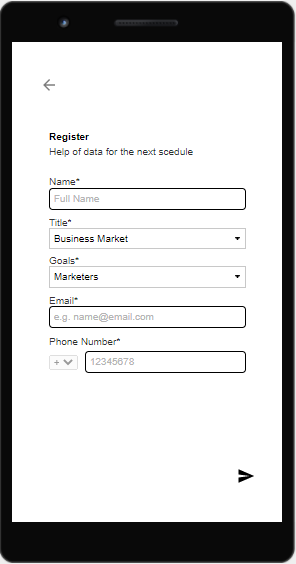 Register
Help of data for the next scedule
Name*
Full Name
Title*
Business Market
Goals*
Marketers
Email*
e.g. name@email.com
Phone Number*
+ 12345678